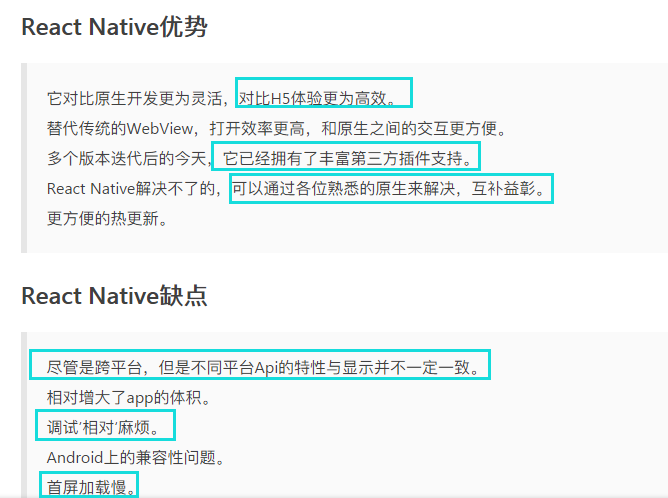 React Native优势
它对比原生开发更为灵活，对比H5体验更为高效。
替代传统的WebView，打开效率更高，和原生之间的交互更方便。
多个版本迭代后的今天，它已经拥有了丰富第三方插件支持。
React Native解决不了的，可以通过各位熟悉的原生来解决，互补益彰。
更方便的热更新。
React Native缺点
尽管是跨平台，但是不同平台Api的特性与显示并不一定一致。
相对增大了app的体积。
调试‘相对’麻烦。
Android上的兼容性问题。
首屏加载慢。